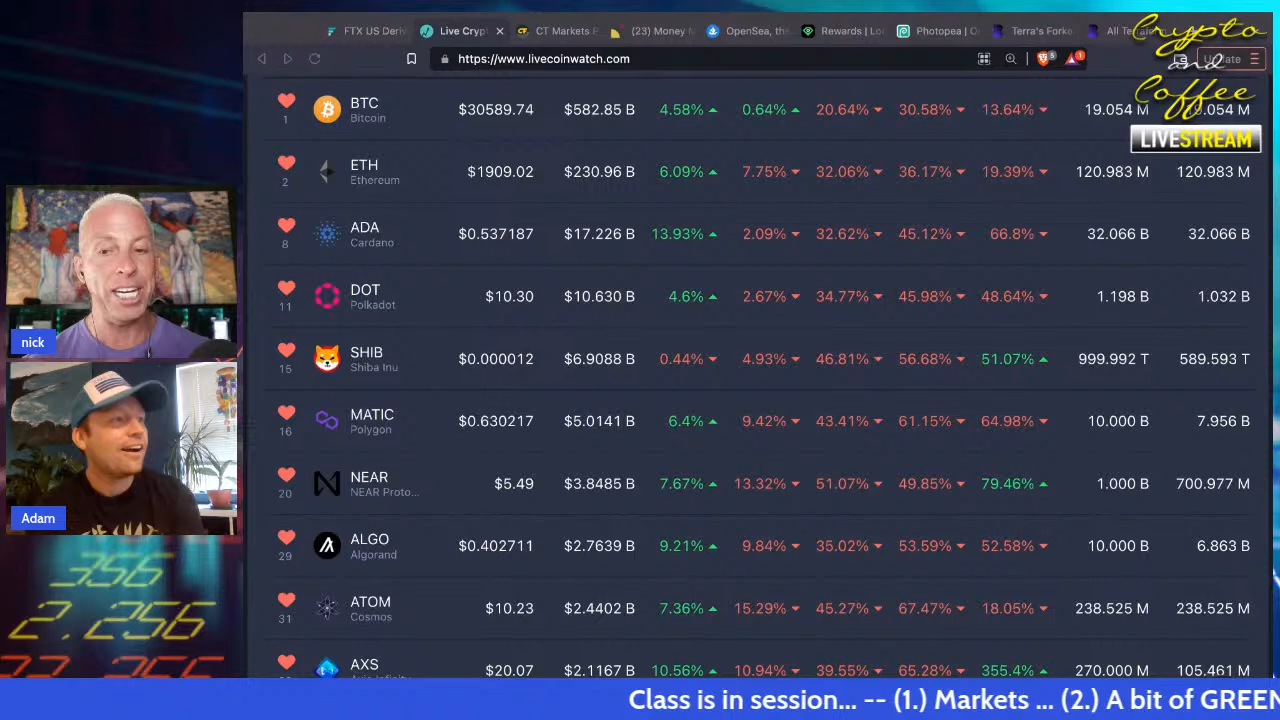 FTX US Deriv
Live Crypt
CT Markets P
(23) Money
OpenSea, the
Rewards | Lo
Photopea | O
Terra's Forko
All Terra
https://www.livecoinwatch.com
5
1
Update
Crypto
and
Coffee
LIVESTREAM
1 BTC Bitcoin $30589.74 $582.85 B 4.58% 0.64% 20.64% 30.58% 13.64% 19.054 M .054 M
2 ETH Ethereum $1909.02 $230.96 B 6.09% 7.75% 32.06% 36.17% 19.39% 120.983 M 120.983 M
8 ADA Cardano $0.537187 $17.226 B 13.93% 2.09% 32.62% 45.12% 66.8% 32.066 B 32.066 B
11 DOT Polkadot $10.30 $10.630 B 4.6% 2.67% 34.77% 45.98% 48.64% 1.198 B 1.032 B
15 SHIB Shiba Inu $0.000012 $6.9088 B 0.44% 4.93% 46.81% 56.68% 51.07% 999.992 T 589.593 T
16 MATIC Polygon $0.630217 $5.0141 B 6.4% 9.42% 43.41% 61.15% 64.98% 10.000 B 7.956 B
20 NEAR NEAR Proto... $5.49 $3.8485 B 7.67% 13.32% 51.07% 49.85% 79.46% 1.000 B 700.977 M
29 ALGO Algorand $0.402711 $2.7639 B 9.21% 9.84% 35.02% 53.59% 52.58% 10.000 B 6.863 B
31 ATOM Cosmos $10.23 $2.4402 B 7.36% 15.29% 45.27% 67.47% 18.05% 238.525 M 238.525 M
AXS $20.07 $2.1167 B 10.56% 10.94% 39.55% 65.28% 355.4% 270.000 M 105.461 M
nick
Adam
356
2.256
Class is in session... -- (1.) Markets ... (2.) A bit of GREEN